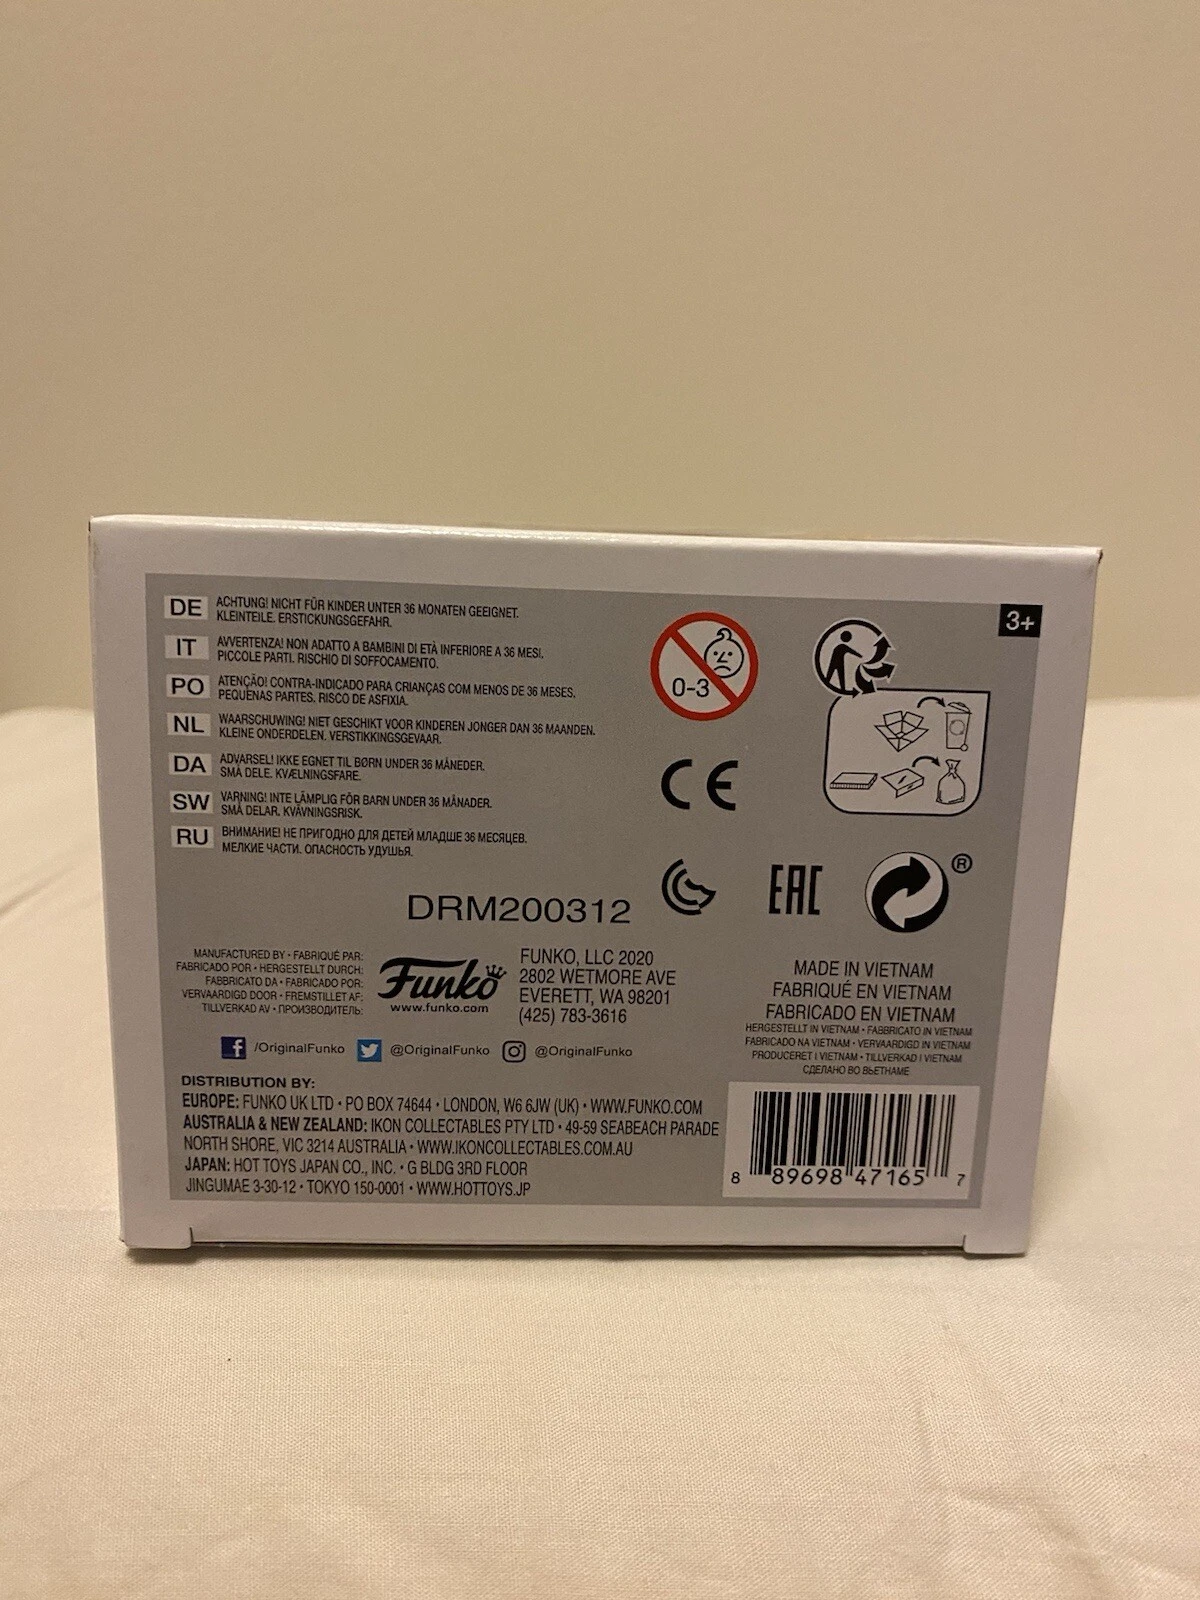 3+
DE
ACHTUNG! NICHT FÜR KINDER UNTER 36 MONATEN GEEIGNET.
KLEINTEILE. ERSTICKUNGSGEFAHR.
IT
AVVERTENZA! NON ADATTO A BAMBINI DI ETÀ INFERIORE A 36 MESI.
PICCOLE PARTI. RISCHIO DI SOFFOCAMENTO.
PO
ATENÇÃO! CONTRA-INDICADO PARA CRIANÇAS COM MENOS DE 36 MESES.
PEQUENAS PARTES. RISCO DE ASFIXIA.
NL
WAARSCHUWING! NIET GESCHIKT VOOR KINDEREN JONGER DAN 36 MAANDEN.
KLEINE ONDERDELEN. VERSTIKKINGSGEVAAR.
DA
ADVARSEL! IKKE EGNET TIL BØRN UNDER 36 MÅNEDER.
SMÅ DELE. KVÆLNINGSFARE.
SW
VARNING! INTE LÄMPLIG FÖR BARN UNDER 36 MÅNADER.
SMÅ DELAR. KVÄVNINGSRISK.
RU
ВНИМАНИЕ! НЕ ПРИГОДНО ДЛЯ ДЕТЕЙ МЛАДШЕ 36 МЕСЯЦЕВ.
МЕЛКИЕ ЧАСТИ. ОПАСНОСТЬ УДУШЬЯ.
0-3
CE
EAC
®
DRM200312
MANUFACTURED BY • FABRIQUÉ PAR:
FABRICADO POR • HERGESTELLT DURCH:
FABBRICATO DA • FABRICADO POR:
VERVAARDIGD DOOR • FREMSTILLET AF:
TILLVERKAD AV • ПРОИЗВОДИТЕЛЬ:
Funko
www.funko.com
FUNKO, LLC 2020
2802 WETMORE AVE
EVERETT, WA 98201
(425) 783-3616
/OriginalFunko @OriginalFunko @OriginalFunko
MADE IN VIETNAM
FABRIQUÉ EN VIETNAM
FABRICADO EN VIETNAM
HERGESTELLT IN VIETNAM • FABBRICATO IN VIETNAM
FABRICADO NA VIETNAM • VERVAARDIGD IN VIETNAM
PRODUCERET I VIETNAM • TILLVERKAD I VIETNAM
СДЕЛАНО ВО ВЬЕТНАМЕ
DISTRIBUTION BY:
EUROPE: FUNKO UK LTD • PO BOX 74644 • LONDON, W6 6JW (UK) • WWW.FUNKO.COM
AUSTRALIA & NEW ZEALAND: IKON COLLECTABLES PTY LTD • 49-59 SEABEACH PARADE
NORTH SHORE, VIC 3214 AUSTRALIA • WWW.IKONCOLLECTABLES.COM.AU
JAPAN: HOT TOYS JAPAN CO., INC. • G BLDG 3RD FLOOR
JINGUMAE 3-30-12 • TOKYO 150-0001 • WWW.HOTTOYS.JP
8 89698 47165 7